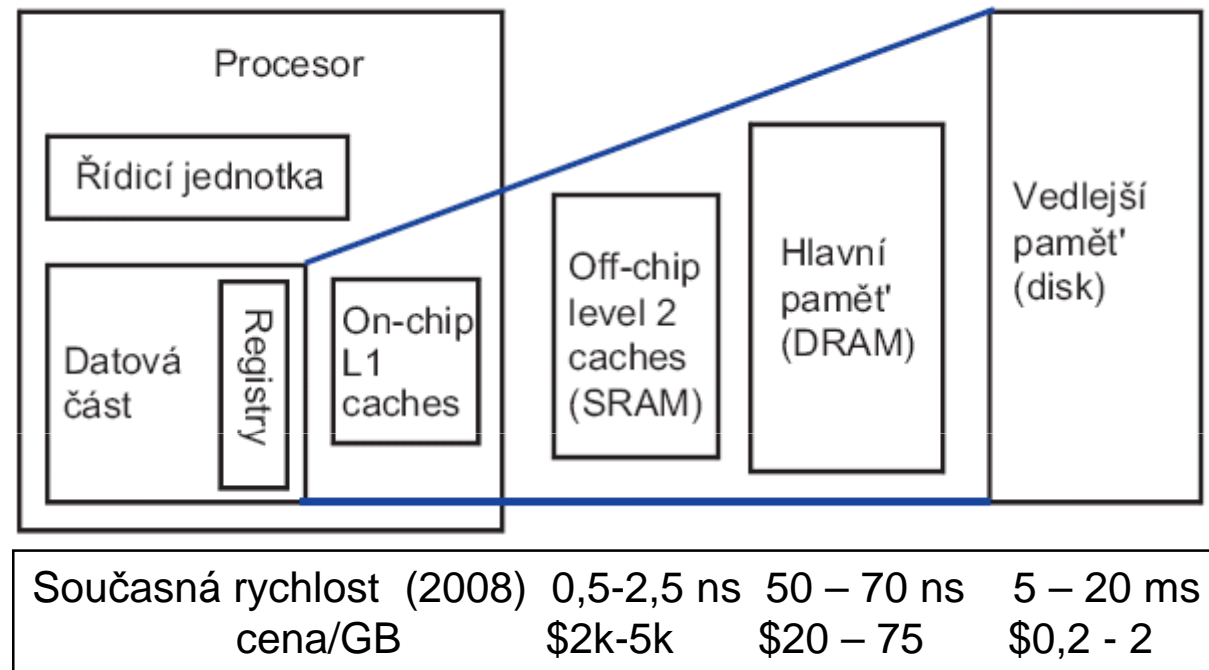 Procesor
Řídicí jednotka
Datová
část
Registry
On-chip
L1
caches
Off-chip
level 2
caches
(SRAM)
Hlavní
pamět'
(DRAM)
Vedlejší
pamět'
(disk)
Současná rychlost (2008) 0,5-2,5 ns 50 – 70 ns 5 – 20 ms
cena/GB $2k-5k $20 – 75 $0,2 - 2